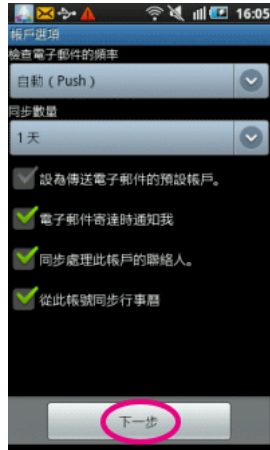 16:05
帳戶選項
檢查電子郵件的頻率
自動（Push）
同步數量
1 天
設為傳送電子郵件的預設帳戶。
電子郵件寄達時通知我
同步處理此帳戶的聯絡人。
從此帳號同步行事曆
下一步